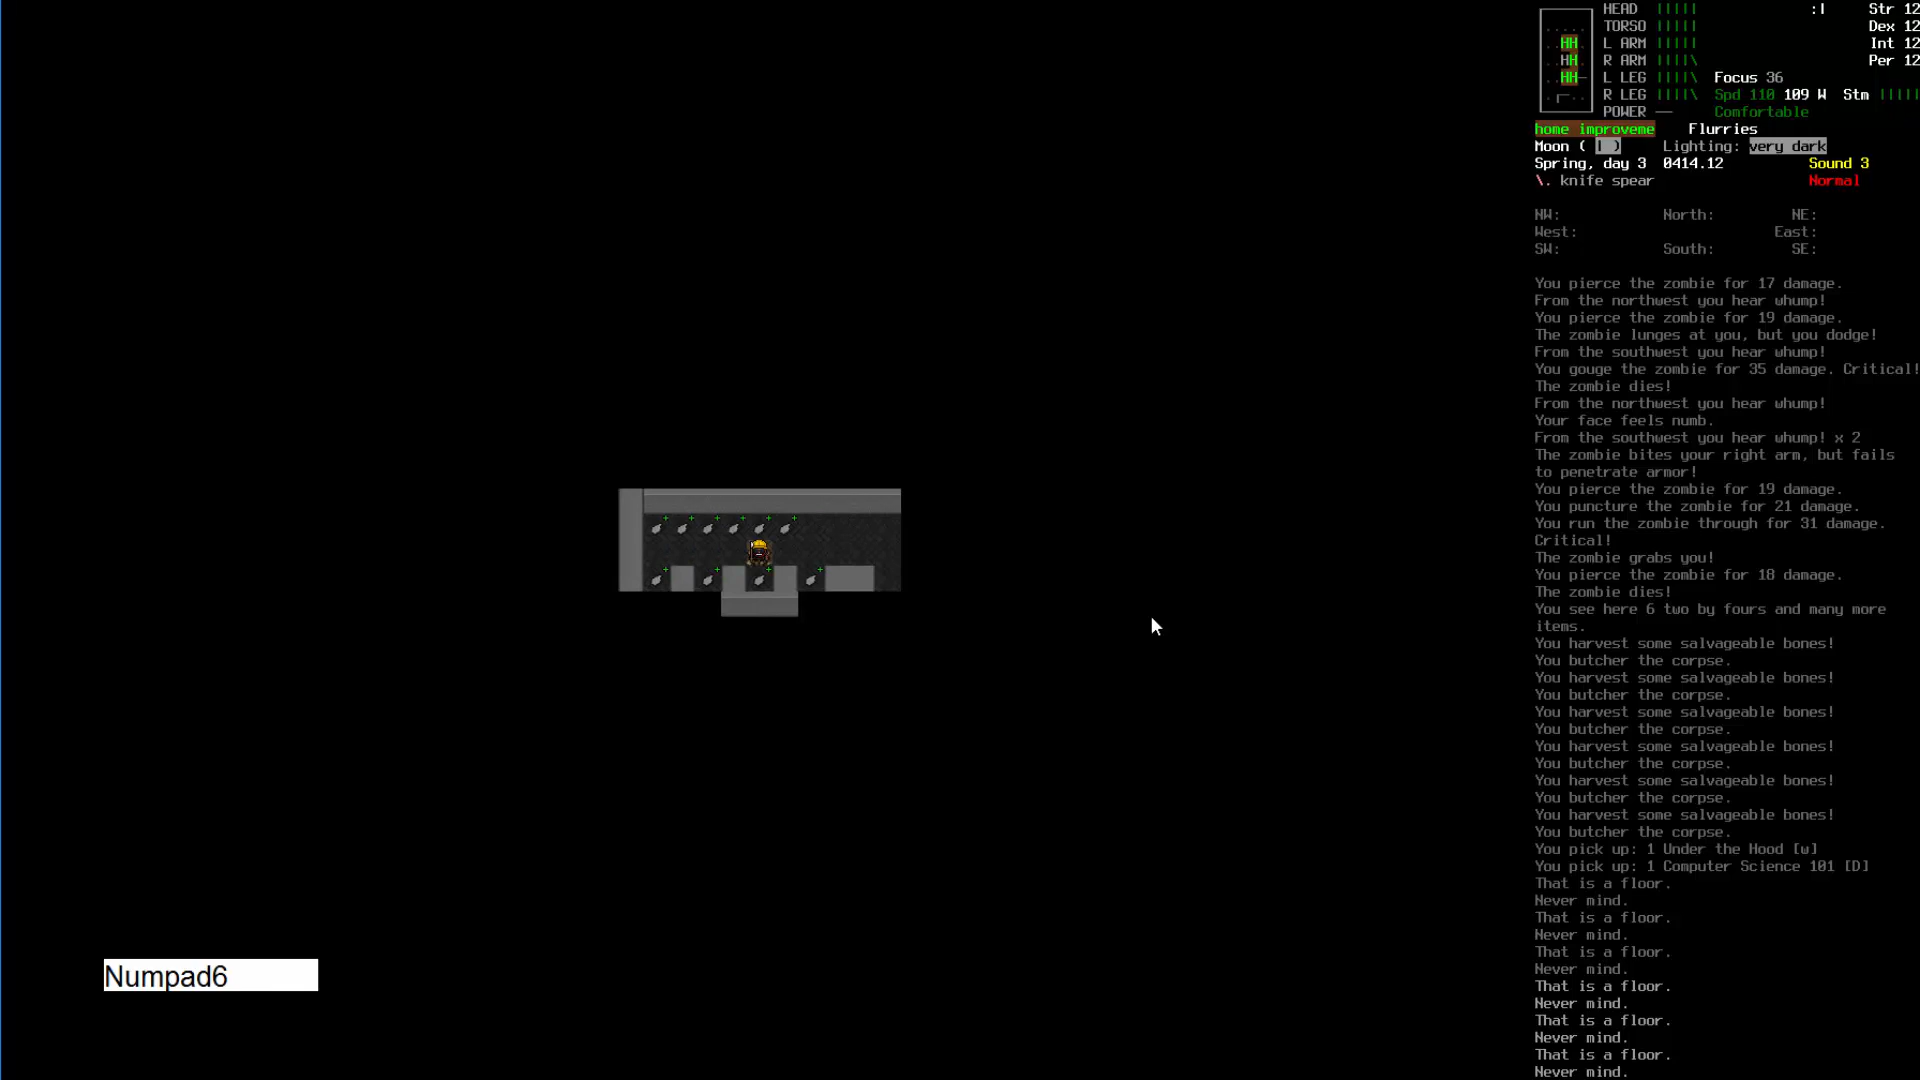 HEAD |||||  :| Str 12
TORSO ||||| Dex 12
HH L ARM ||||| Int 12
HH R ARM ||||\ Per 12
HH- L LEG ||||\ Focus 36
R LEG ||||\ Spd 110 109 W Stm |||||
POWER -- Comfortable
home improveme Flurries
Moon ( | ) Lighting: very dark
Spring, day 3 0414.12 Sound 3
\. knife spear Normal
NW: North: NE:
West: East:
SW: South: SE:
You pierce the zombie for 17 damage.
From the northwest you hear whump!
You pierce the zombie for 19 damage.
The zombie lunges at you, but you dodge!
From the southwest you hear whump!
You gouge the zombie for 35 damage. Critical!
The zombie dies!
From the northwest you hear whump!
Your face feels numb.
From the southwest you hear whump! x 2
The zombie bites your right arm, but fails
to penetrate armor!
You pierce the zombie for 19 damage.
You puncture the zombie for 21 damage.
You run the zombie through for 31 damage.
Critical!
The zombie grabs you!
You pierce the zombie for 18 damage.
The zombie dies!
You see here 6 two by fours and many more
items.
You harvest some salvageable bones!
You butcher the corpse.
You harvest some salvageable bones!
You butcher the corpse.
You harvest some salvageable bones!
You butcher the corpse.
You harvest some salvageable bones!
You butcher the corpse.
You harvest some salvageable bones!
You butcher the corpse.
You harvest some salvageable bones!
You butcher the corpse.
You pick up: 1 Under the Hood [w]
You pick up: 1 Computer Science 101 [D]
That is a floor.
Never mind.
That is a floor.
Never mind.
That is a floor.
Never mind.
That is a floor.
Never mind.
That is a floor.
Never mind.
That is a floor.
Never mind.
Numpad6